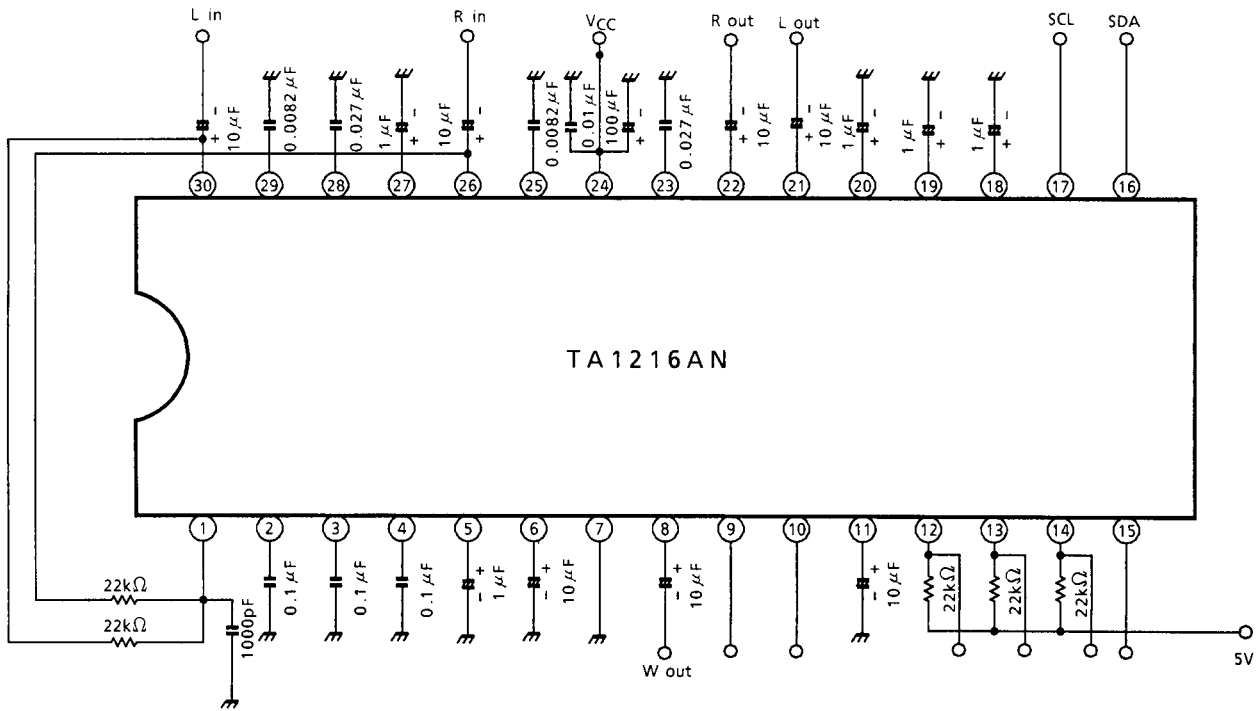 L in
R in
VCC
R out
L out
SCL
SDA
10μF
0.0082μF
0.027μF
1μF
10μF
0.0082μF
0.01μF
100μF
0.027μF
10μF
10μF
1μF
1μF
1μF
- + - + - + - + - + - + - + - + - +
30 29 28 27 26 25 24 23 22 21 20 19 18 17 16
TA1216AN
1 2 3 4 5 6 7 8 9 10 11 12 13 14 15
22kΩ
22kΩ
1000pF
0.1μF
0.1μF
0.1μF
+ - 1μF
+ - 10μF
+ - 10μF
+ - 10μF
22kΩ
22kΩ
22kΩ
W out
5V